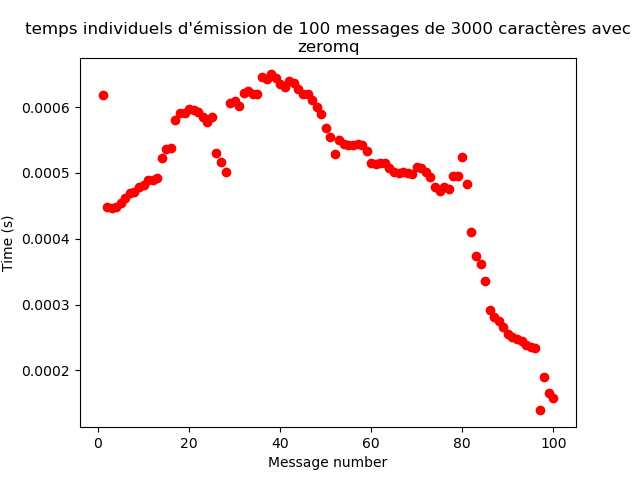 temps individuels d'émission de 100 messages de 3000 caractères avec
zeromq
0.0006
0.0005
0.0004
0.0003
0.0002
Time (s)
0 20 40 60 80 100
Message number